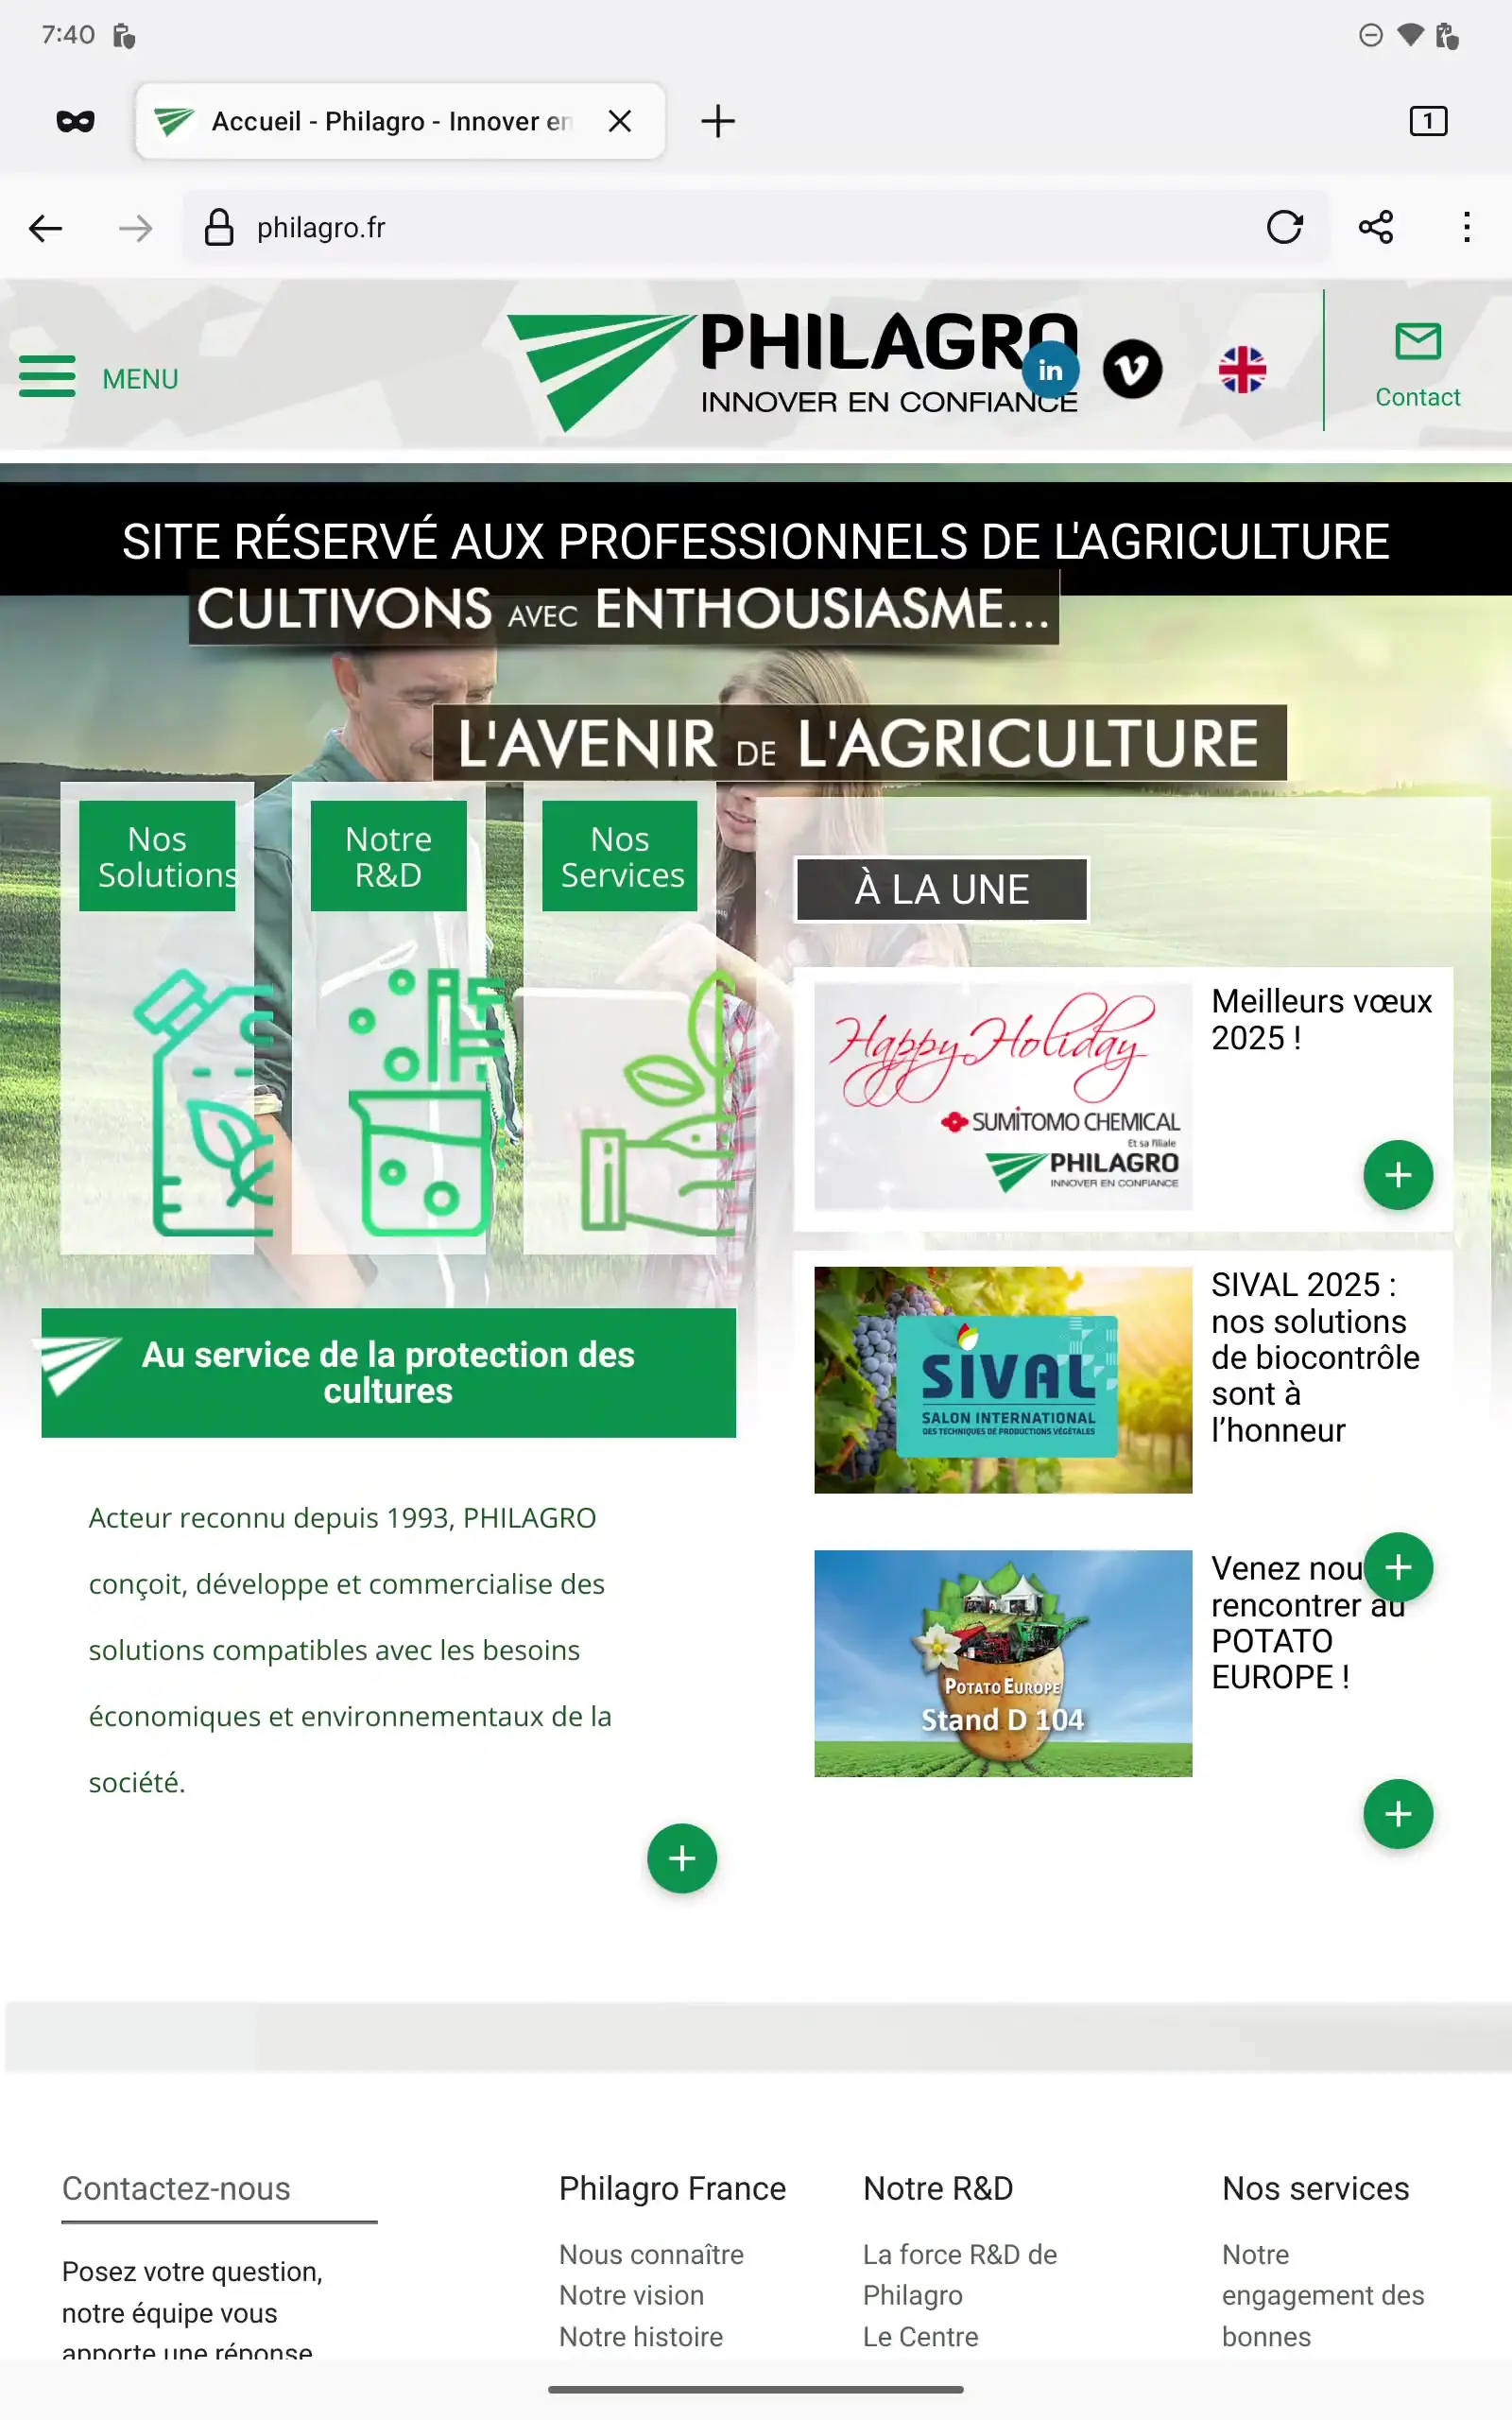 7:40
Accueil - Philagro - Innover en
1
philagro.fr
MENU
PHILAGRO
INNOVER EN CONFIANCE
in
Contact
SITE RÉSERVÉ AUX PROFESSIONNELS DE L'AGRICULTURE
CULTIVONS AVEC ENTHOUSIASME...
L'AVENIR DE L'AGRICULTURE
Nos
Solutions
Notre
R&D
Nos
Services
À LA UNE
Happy Holiday
SUMITOMO CHEMICAL
Et sa filiale
PHILAGRO
INNOVER EN CONFIANCE
Meilleurs vœux
2025 !
SIVAL
SALON INTERNATIONAL
DES TECHNIQUES DE PRODUCTIONS VÉGÉTALES
SIVAL 2025 :
nos solutions
de biocontrôle
sont à
l’honneur
POTATO EUROPE
Stand D 104
Venez nou
rencontrer au
POTATO
EUROPE !
Au service de la protection des
cultures
Acteur reconnu depuis 1993, PHILAGRO
conçoit, développe et commercialise des
solutions compatibles avec les besoins
économiques et environnementaux de la
société.
Contactez-nous
Posez votre question,
notre équipe vous
apporte une réponse
Philagro France
Nous connaître
Notre vision
Notre histoire
Notre R&D
La force R&D de
Philagro
Le Centre
Nos services
Notre
engagement des
bonnes